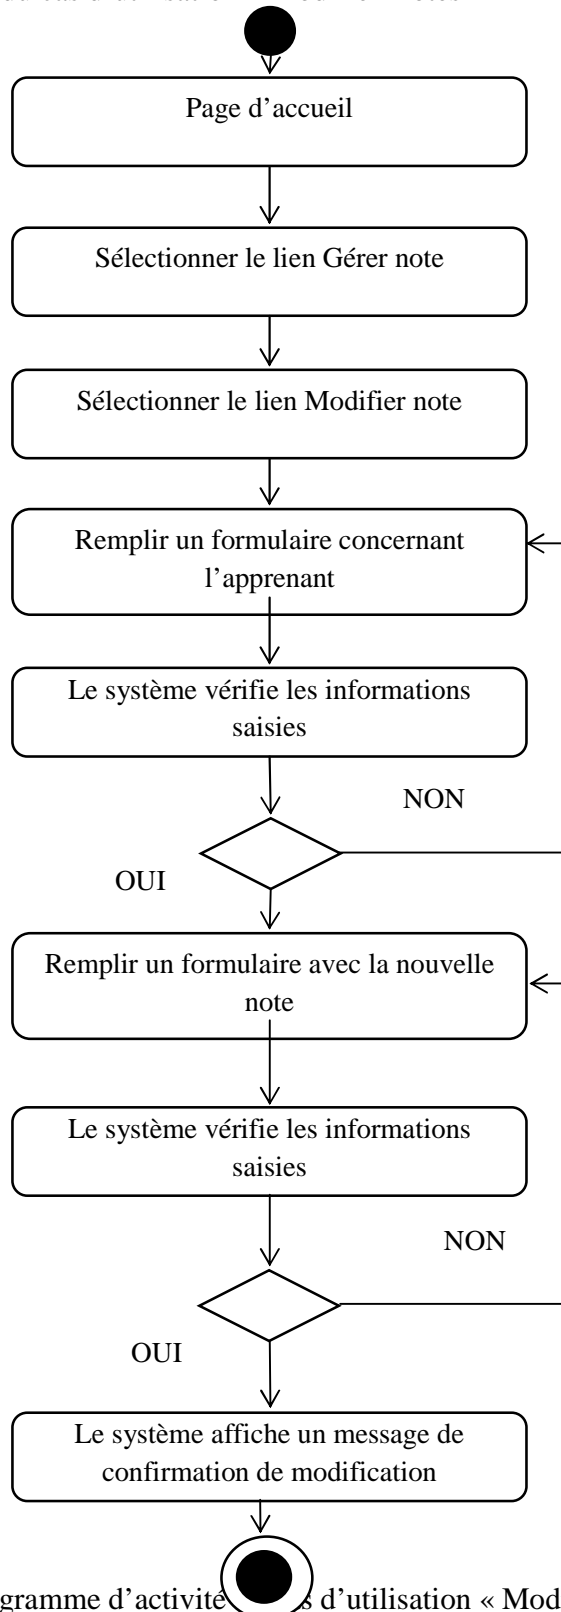 Page d’accueil
Sélectionner le lien Gérer note
Sélectionner le lien Modifier note
Remplir un formulaire concernant
l’apprenant
Le système vérifie les informations
saisies
NON
OUI
Remplir un formulaire avec la nouvelle
note
Le système vérifie les informations
saisies
NON
OUI
Le système affiche un message de
confirmation de modification
d’activité d’utilisation «